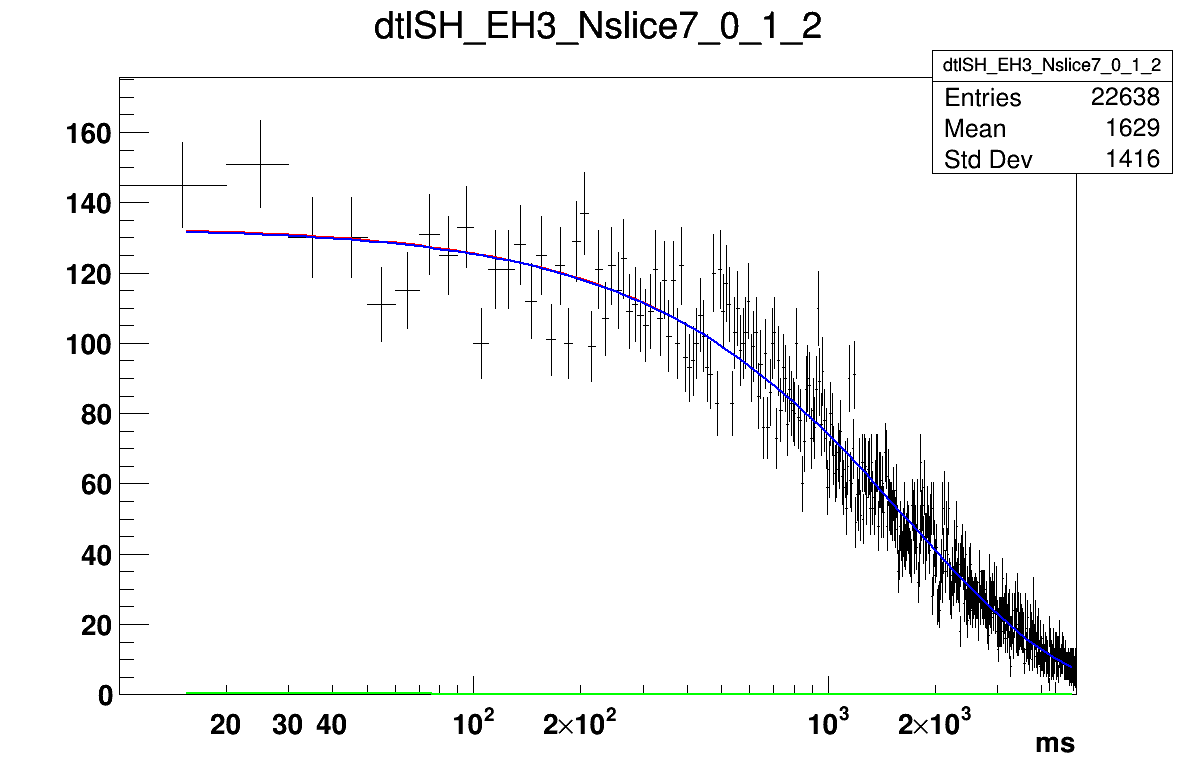 dtlSH_EH3_Nslice7_0_1_2
dtlSH_EH3_Nslice7_0_1_2
Entries 22638
Mean 1629
Std Dev 1416
160
140
120
100
80
60
40
20
0
20 30 40 10² 2×10² 10³ 2×10³
ms